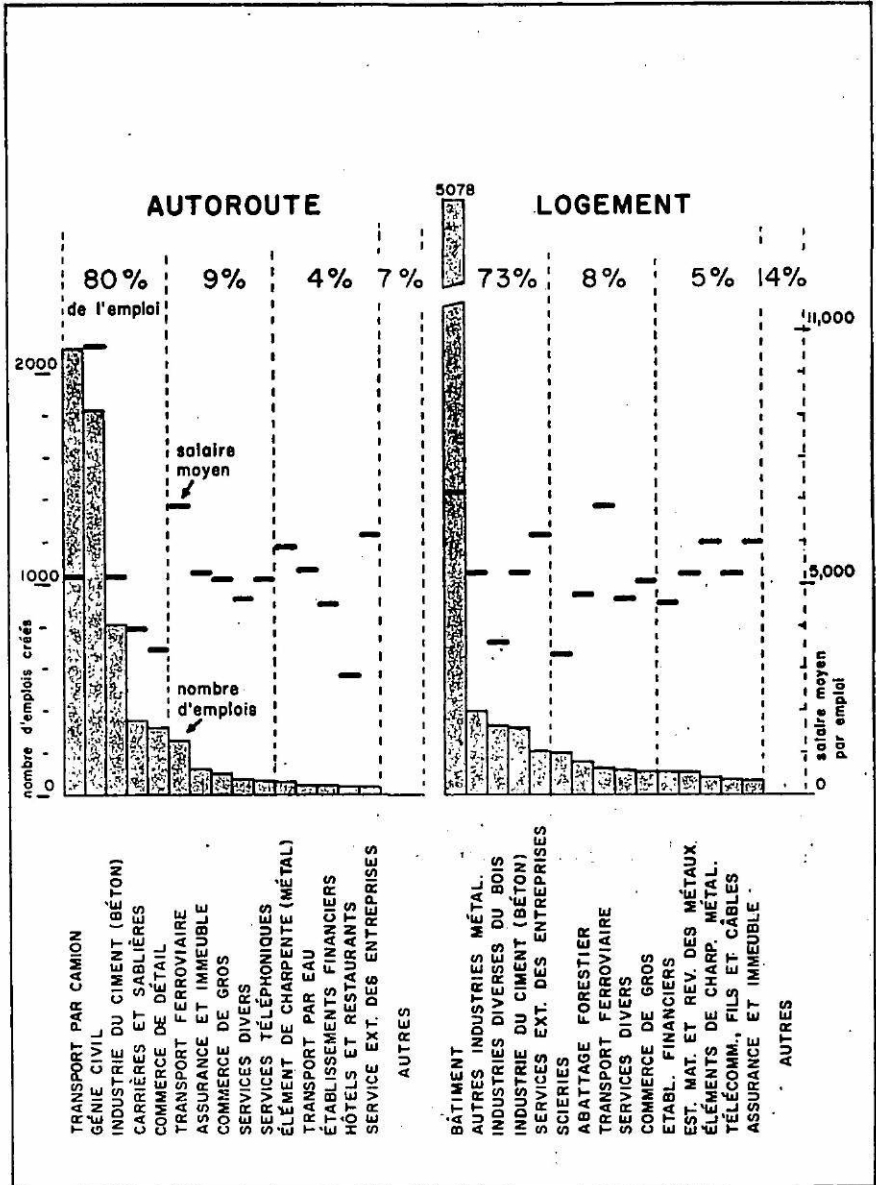 AUTOROUTE
80%
de l'emploi
9%
4%
7%
2000
1000
0
nombre d'emplois créés
salaire
moyen
nombre
d'emplois
TRANSPORT PAR CAMION
GÉNIE CIVIL
INDUSTRIE DU CIMENT (BÉTON)
CARRIÈRES ET SABLIÈRES
COMMERCE DE DÉTAIL
TRANSPORT FERROVIAIRE
ASSURANCE ET IMMEUBLE
COMMERCE DE GROS
SERVICES DIVERS
SERVICES TÉLÉPHONIQUES
ÉLÉMENT DE CHARPENTE (MÉTAL)
TRANSPORT PAR EAU
ÉTABLISSEMENTS FINANCIERS
HÔTELS ET RESTAURANTS
SERVICE EXT. DES ENTREPRISES
AUTRES
5078
LOGEMENT
73%
8%
5%
14%
11,000
5,000
0
salaire moyen
par emploi
BÂTIMENT
AUTRES INDUSTRIES MÉTAL.
INDUSTRIES DIVERSES DU BOIS
INDUSTRIE DU CIMENT (BÉTON)
SERVICES EXT. DES ENTREPRISES
SCIERIES
ABATTAGE FORESTIER
TRANSPORT FERROVIAIRE
SERVICES DIVERS
COMMERCE DE GROS
ETABL. FINANCIERS
EST. MAT. ET REV. DES MÉTAUX.
ÉLÉMENTS DE CHARP. MÉTAL.
TÉLÉCOMM., FILS ET CÂBLES
ASSURANCE ET IMMEUBLE
AUTRES